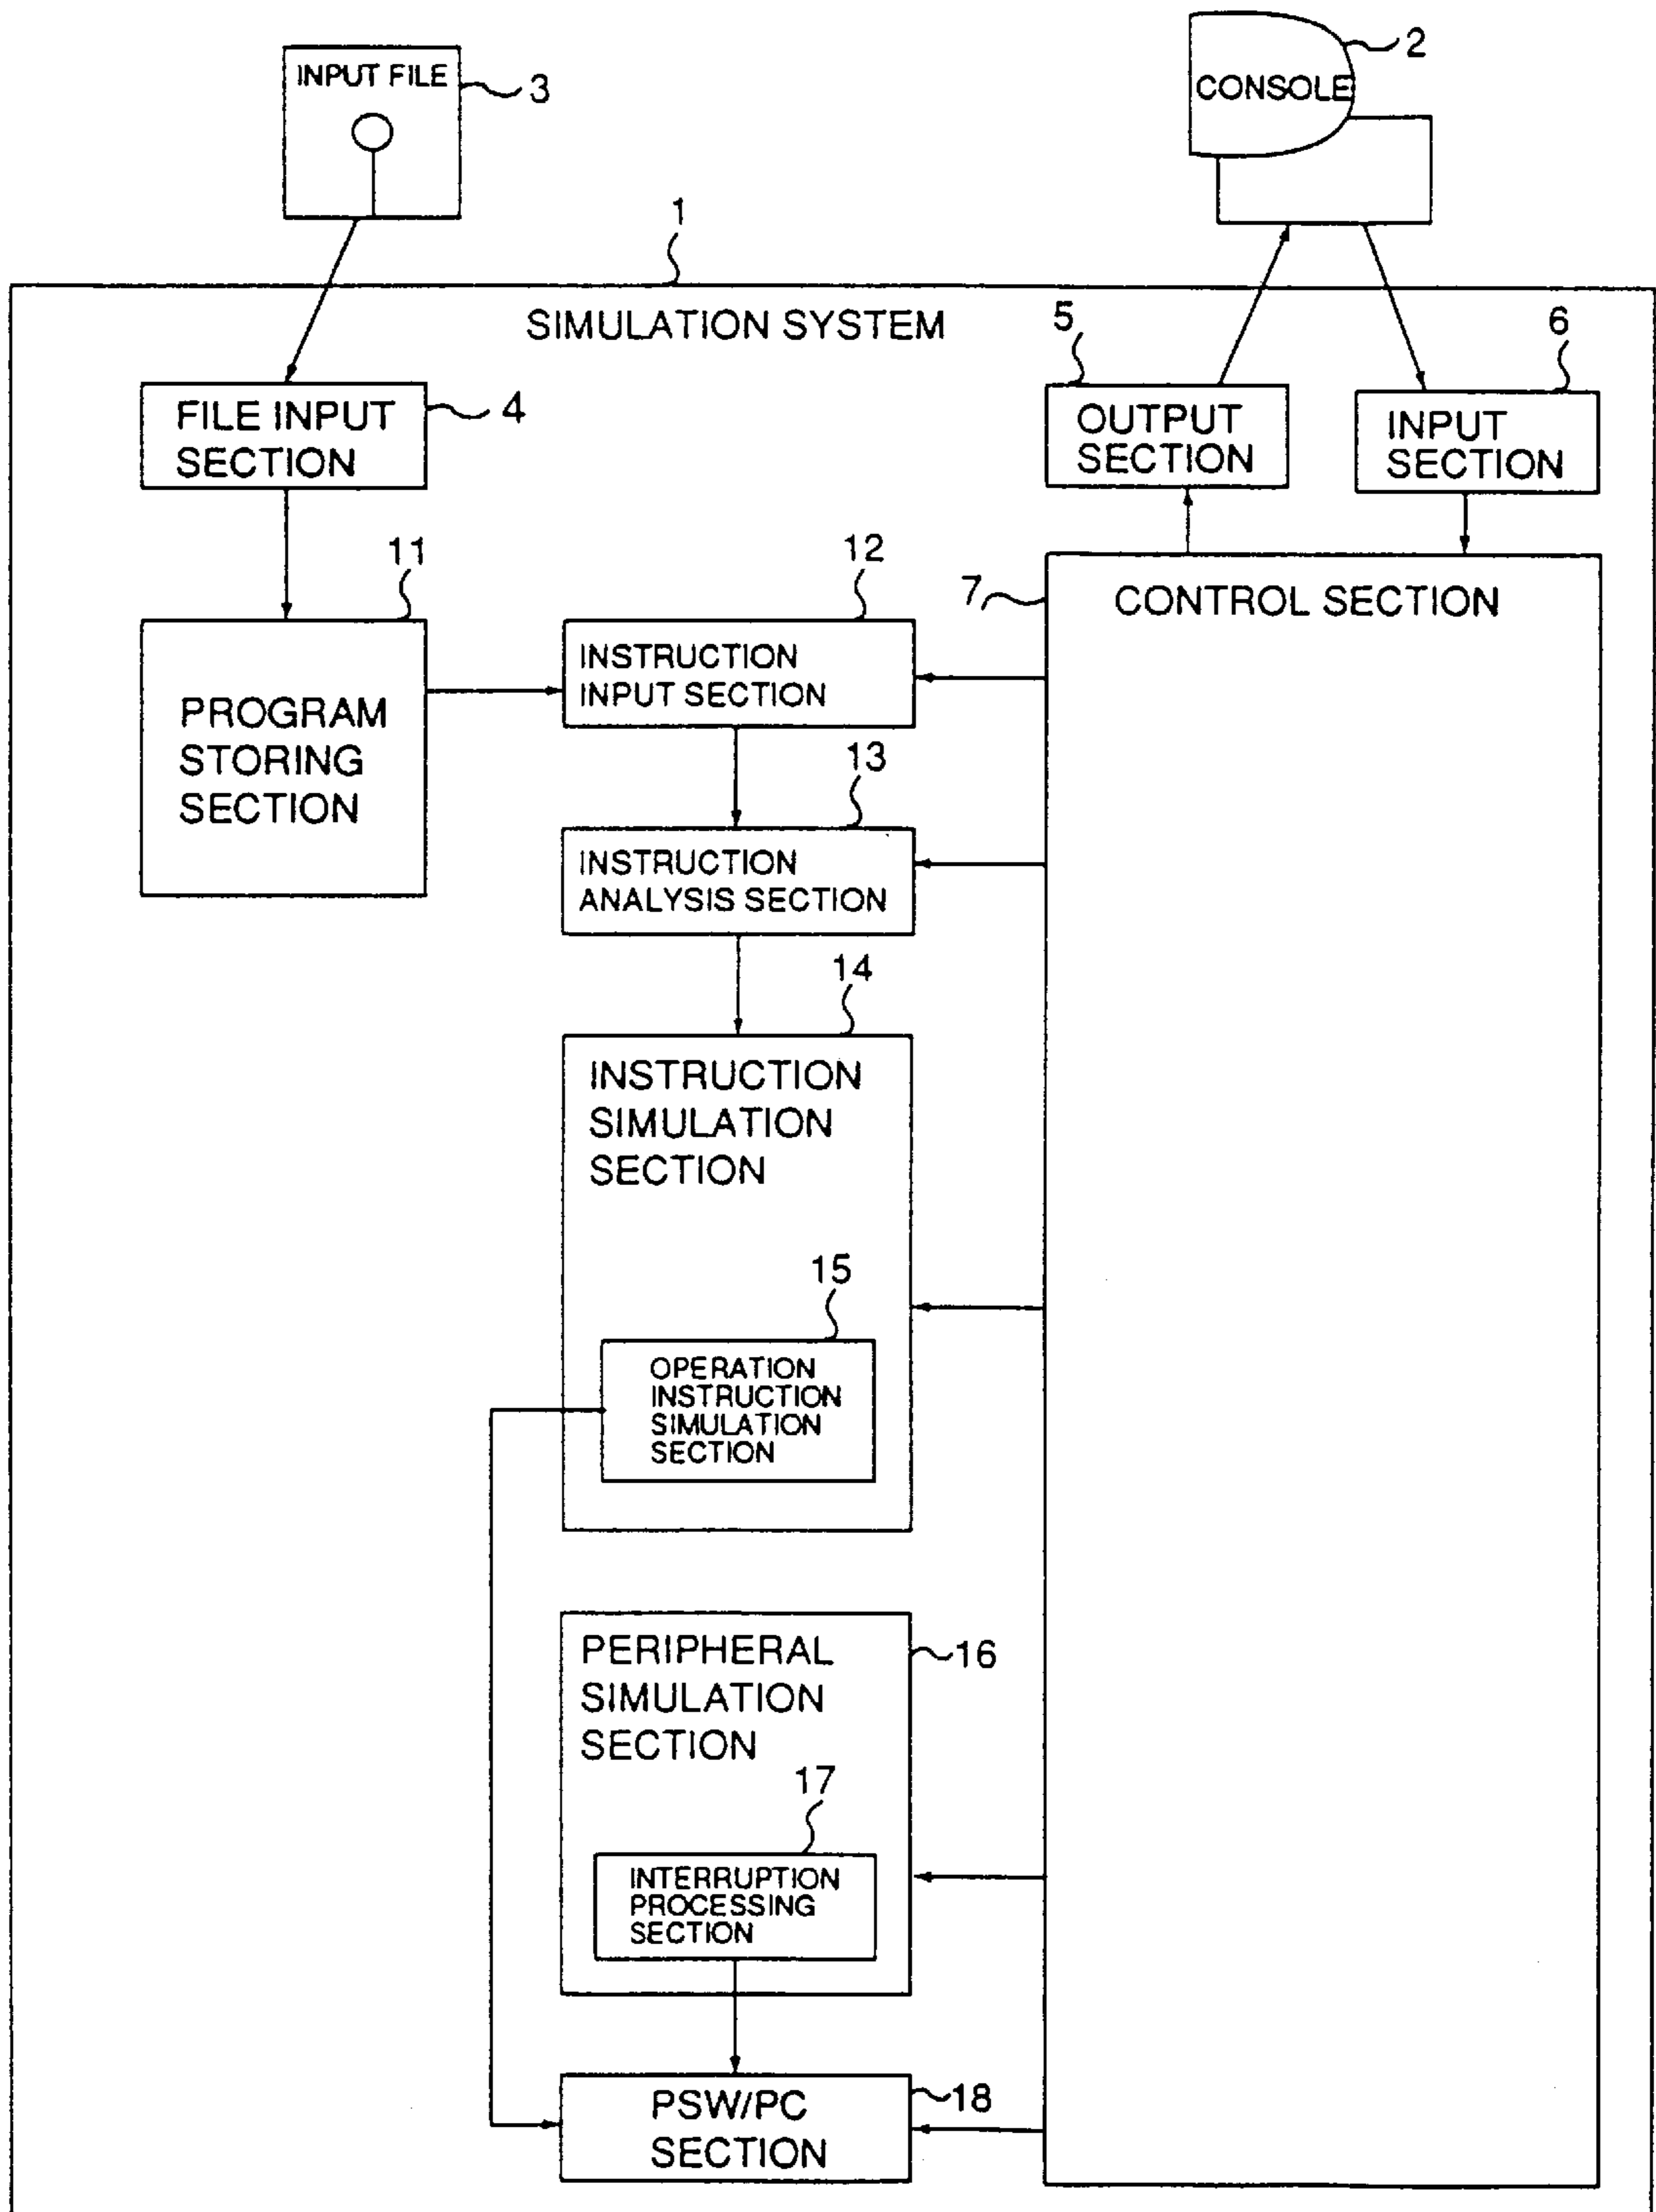 INPUT FILE
3
CONSOLE
2
1
SIMULATION SYSTEM
5
6
FILE INPUT
SECTION
4
OUTPUT
SECTION
INPUT
SECTION
11
12
7
CONTROL SECTION
PROGRAM
STORING
SECTION
INSTRUCTION
INPUT SECTION
13
INSTRUCTION
ANALYSIS SECTION
14
INSTRUCTION
SIMULATION
SECTION
15
OPERATION
INSTRUCTION
SIMULATION
SECTION
PERIPHERAL
SIMULATION
SECTION
16
17
INTERRUPTION
PROCESSING
SECTION
PSW/PC
SECTION
18